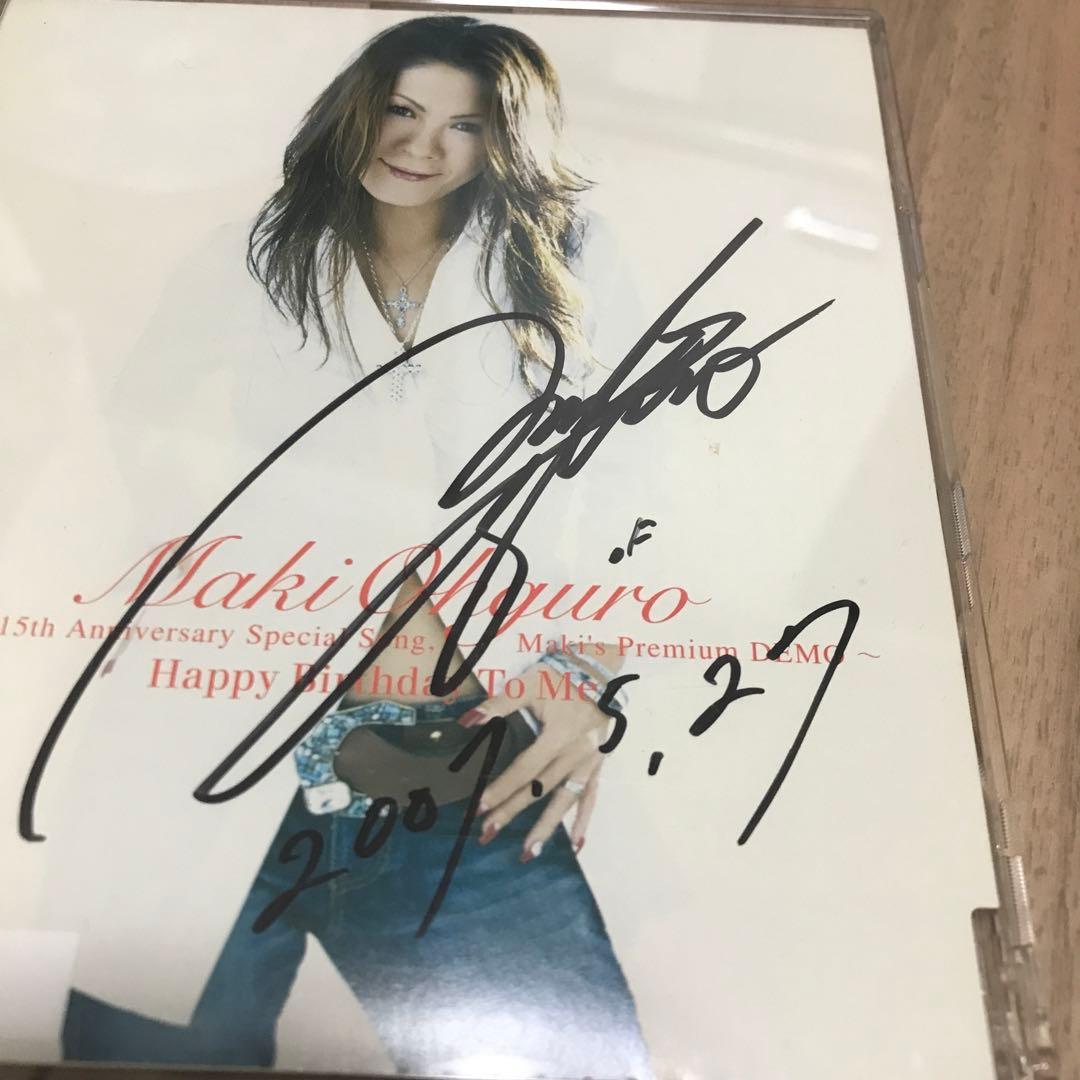 .F
Maki Ohguro
15th Anniversary Special Song, ~ Maki's Premium DEMO ~
Happy Birthday To Me
2007.5.27